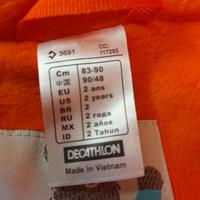 3691 CC: 117293
Cm 83-90
中国 90/48
EU 2 ans
US 2 years
BR 2
RU 2
MX 2 años
ID 2 Tahun
DECATHLON
Made in Vietnam